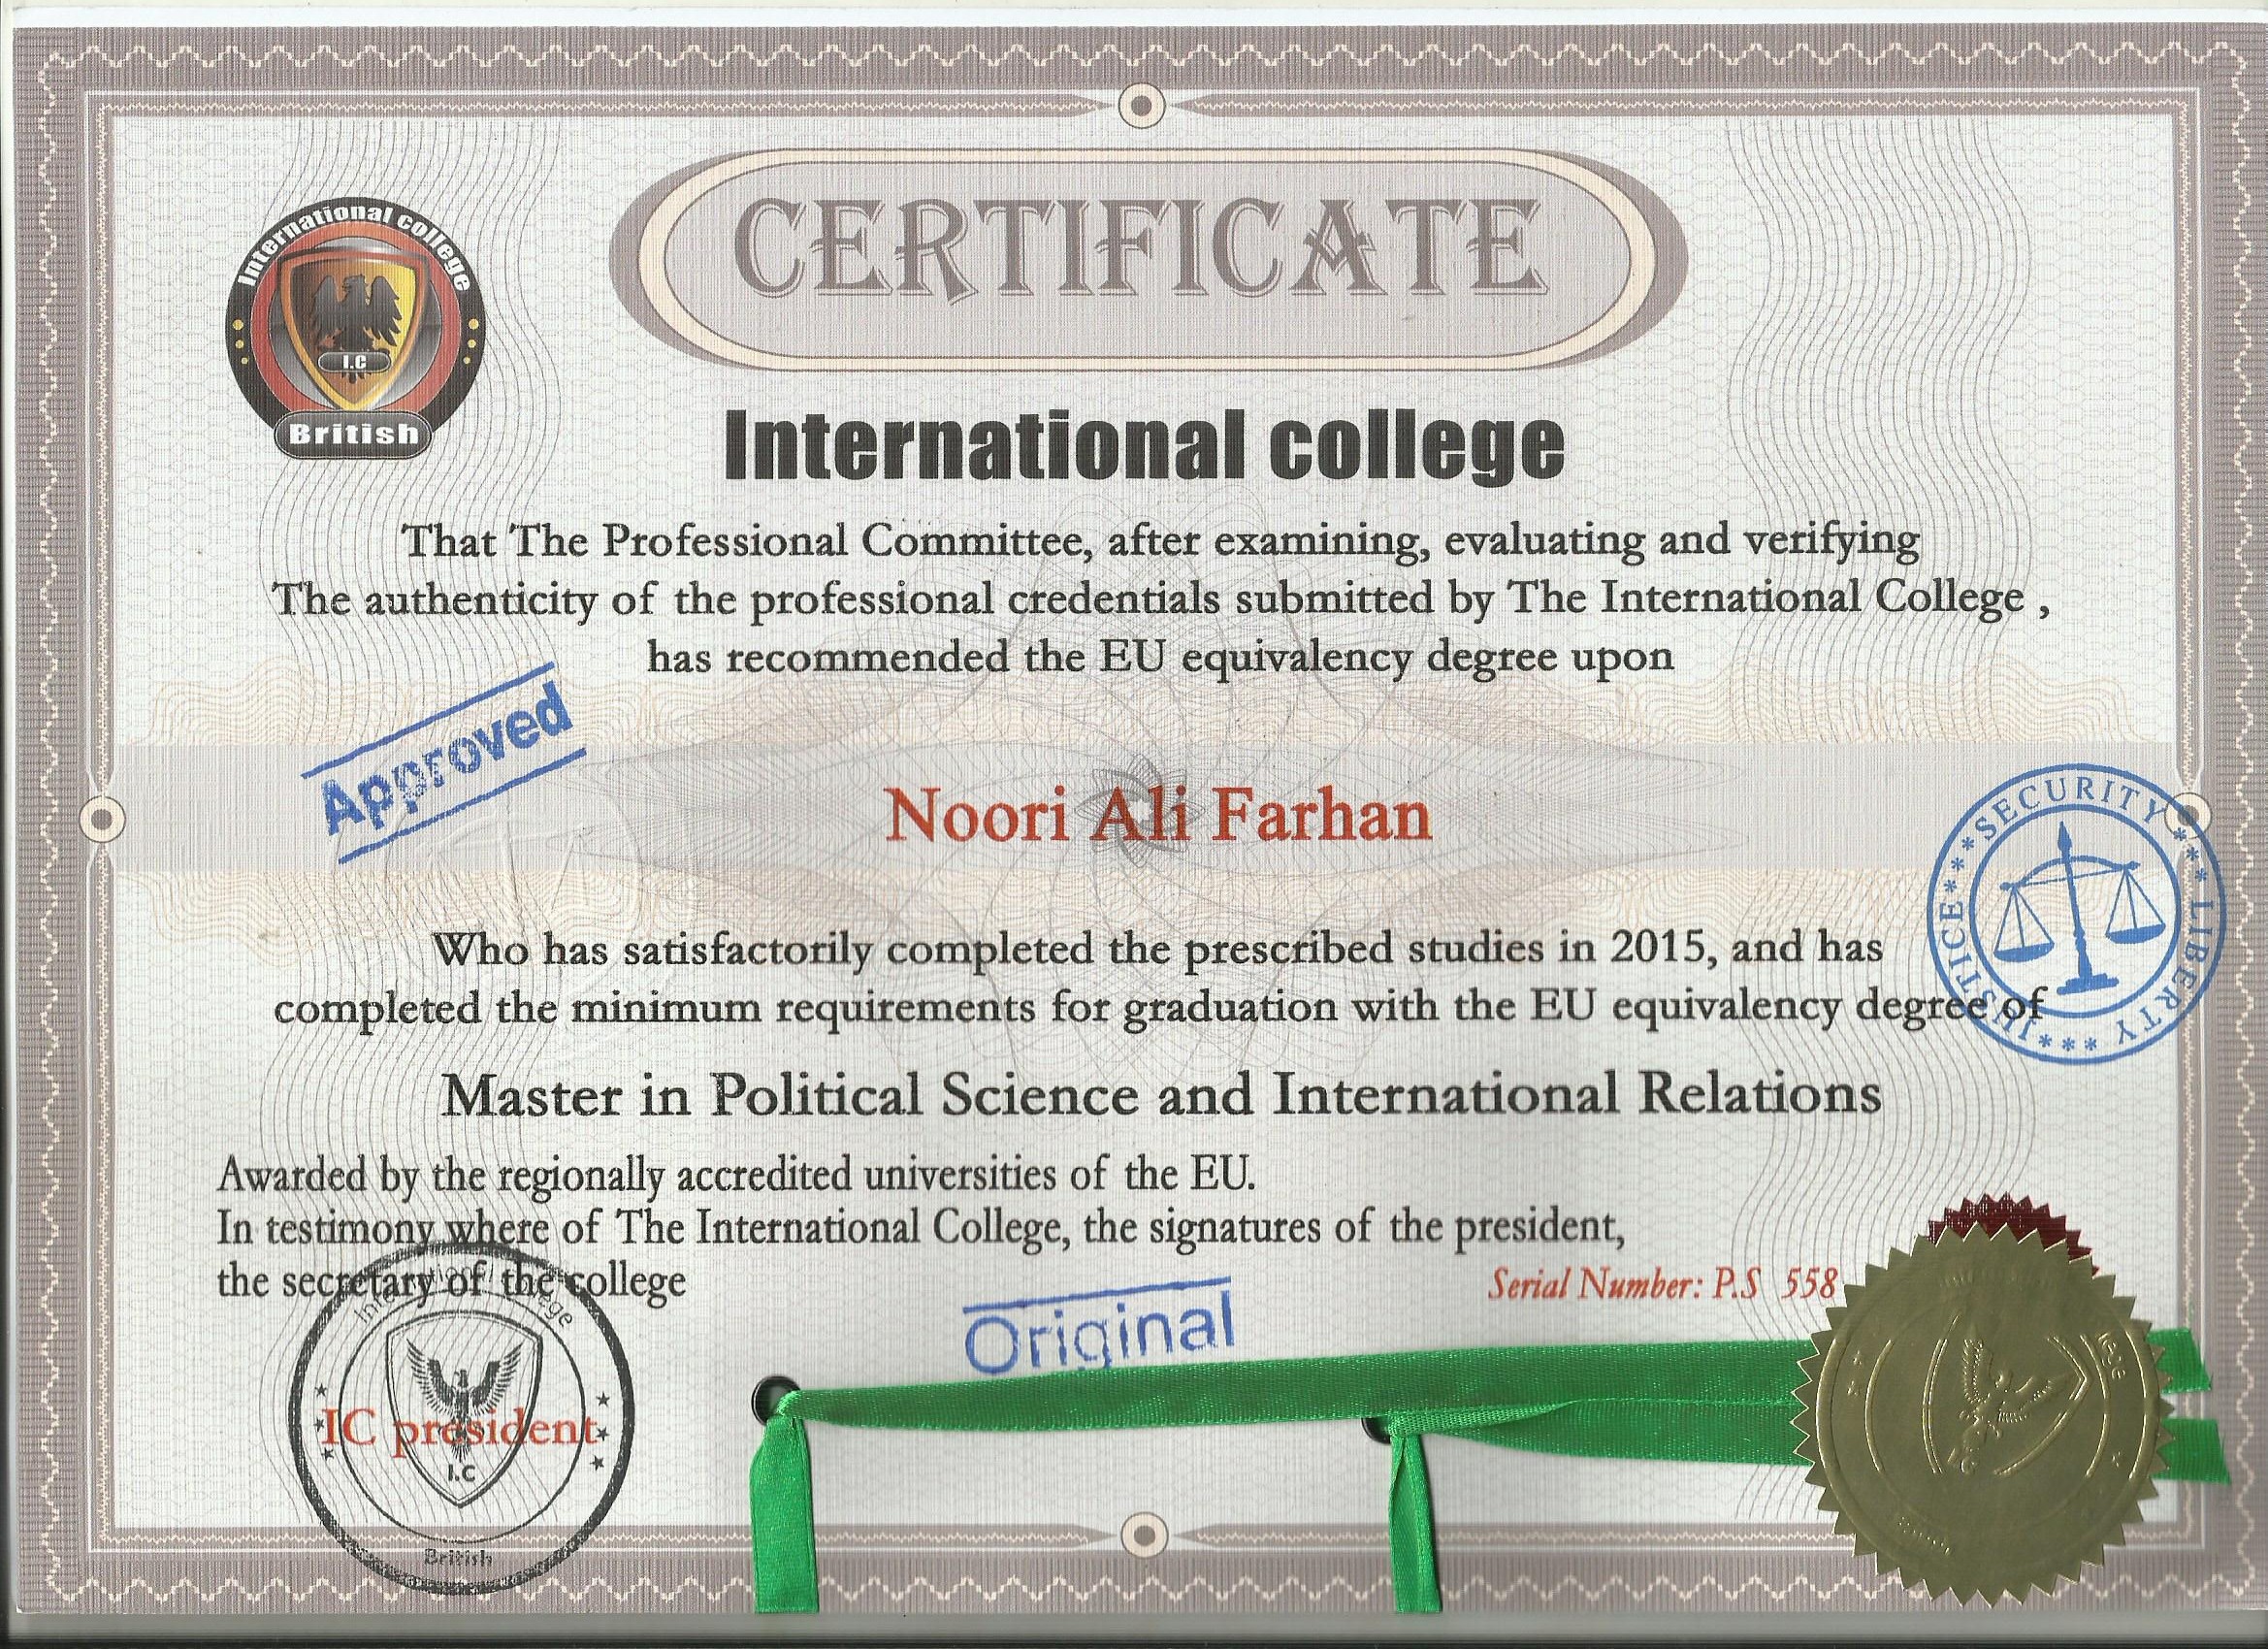 International college
I.C
British
CERTIFICATE
International college
That The Professional Committee, after examining, evaluating and verifying
The authenticity of the professional credentials submitted by The International College ,
has recommended the EU equivalency degree upon
Approved
Noori Ali Farhan
SECURITY*** LIBERTY ***JUSTICE***
Who has satisfactorily completed the prescribed studies in 2015, and has
completed the minimum requirements for graduation with the EU equivalency degree of
Master in Political Science and International Relations
Awarded by the regionally accredited universities of the EU.
In testimony where of The International College, the signatures of the president,
the secretary of the college
Serial Number: P.S 558
Original
International College
IC president
I.C
British